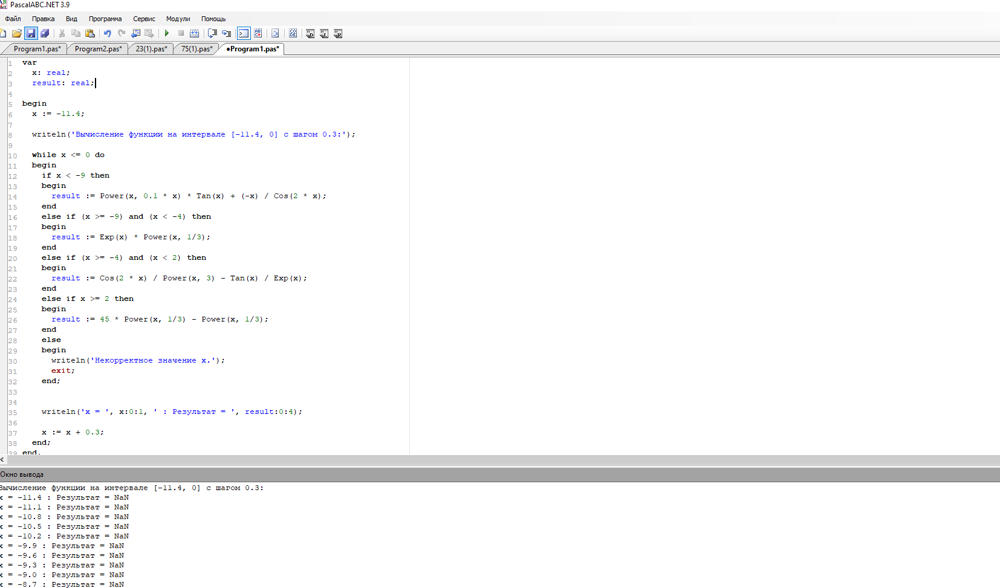 PascalABC.NET 3.9
Файл Правка Вид Программа Сервис Модули Помощь
Program1.pas* Program2.pas* 23(1).pas* 75(1).pas* •Program1.pas*
1 var
2 x: real;
3 result: real;
4
5 begin
6 x := -11.4;
7
8 writeln('Вычисление функции на интервале [-11.4, 0] с шагом 0.3:');
9
10 while x <= 0 do
11 begin
12 if x < -9 then
13 begin
14 result := Power(x, 0.1 * x) * Tan(x) + (-x) / Cos(2 * x);
15 end
16 else if (x >= -9) and (x < -4) then
17 begin
18 result := Exp(x) * Power(x, 1/3);
19 end
20 else if (x >= -4) and (x < 2) then
21 begin
22 result := Cos(2 * x) / Power(x, 3) - Tan(x) / Exp(x);
23 end
24 else if x >= 2 then
25 begin
26 result := 45 * Power(x, 1/3) - Power(x, 1/3);
27 end
28 else
29 begin
30 writeln('Некорректное значение x.');
31 exit;
32 end;
33
34
35 writeln('x = ', x:0:1, ' : Результат = ', result:0:4);
36
37 x := x + 0.3;
38 end;
39 end.
Окно вывода
Вычисление функции на интервале [-11.4, 0] с шагом 0.3:
x = -11.4 : Результат = NaN
x = -11.1 : Результат = NaN
x = -10.8 : Результат = NaN
x = -10.5 : Результат = NaN
x = -10.2 : Результат = NaN
x = -9.9 : Результат = NaN
x = -9.6 : Результат = NaN
x = -9.3 : Результат = NaN
x = -9.0 : Результат = NaN
x = -8.7 : Результат = NaN